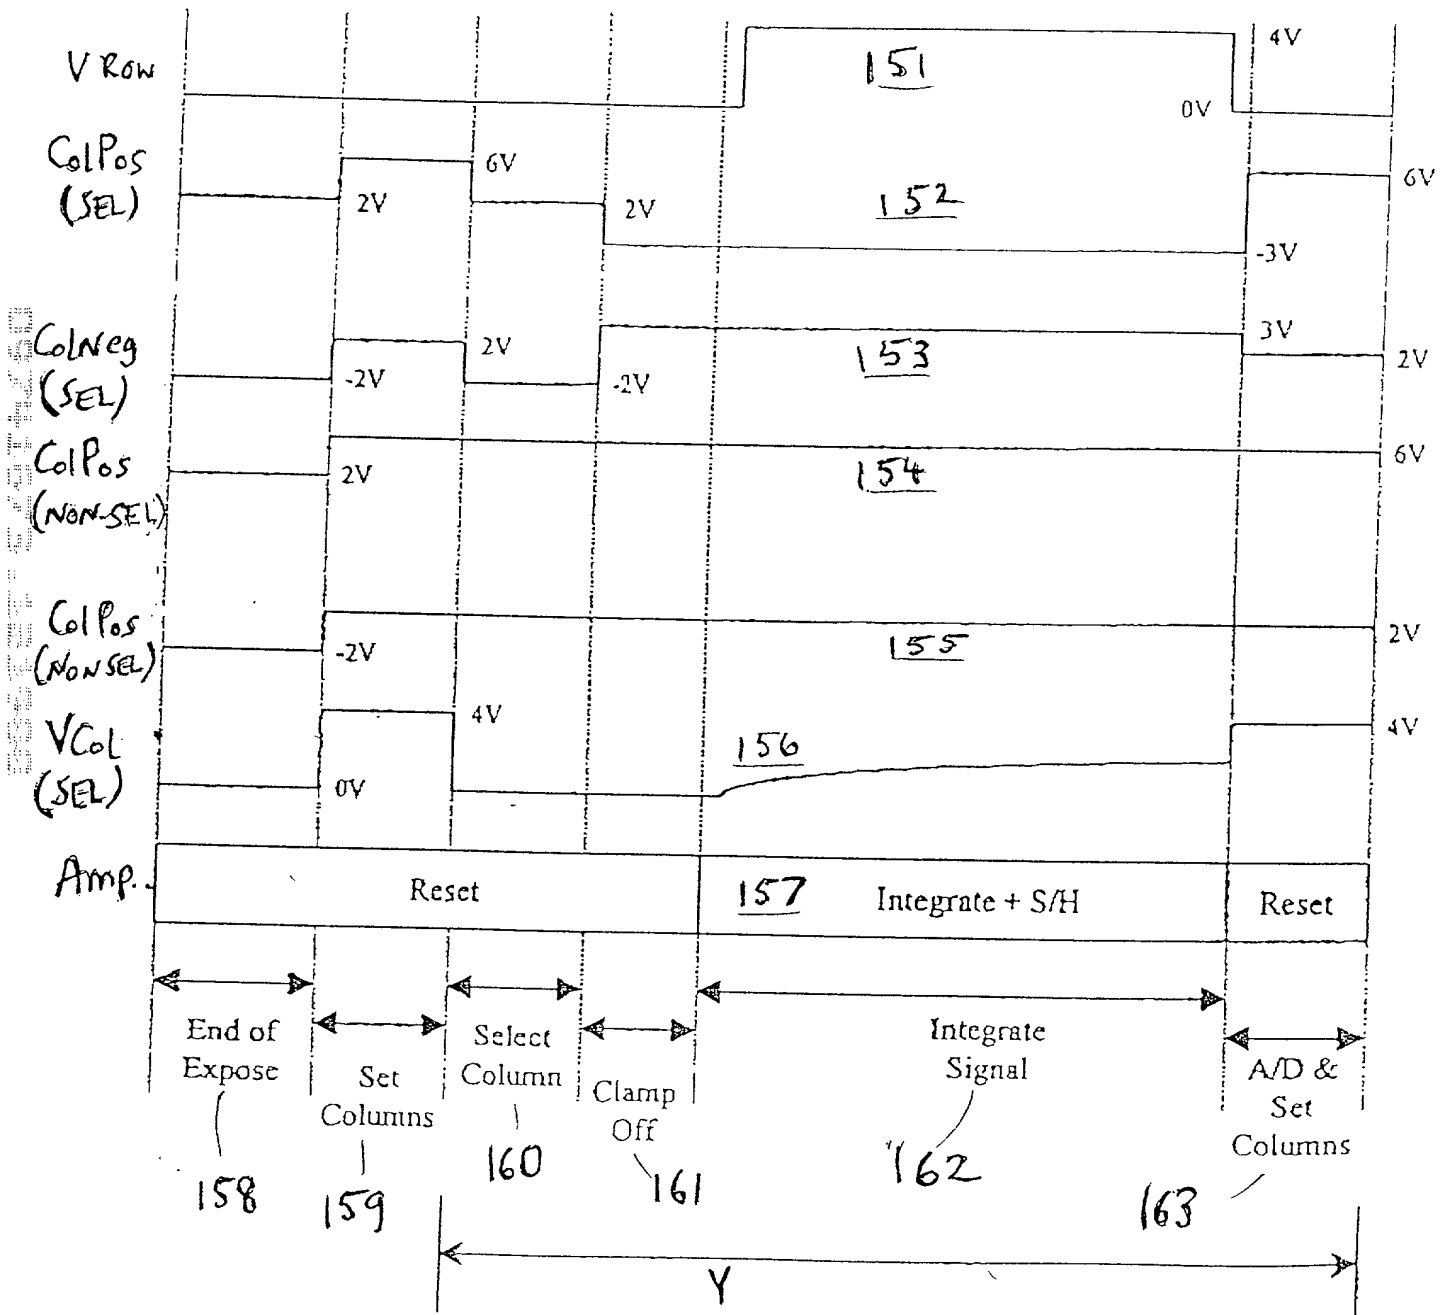 V Row
151
4V
0V
ColPos
(SEL)
2V
6V
2V
152
-3V
6V
ColNeg
(SEL)
-2V
2V
-2V
153
3V
2V
ColPos
(NON-SEL)
2V
154
6V
ColPos
(NONSEL)
-2V
155
2V
VCol
(SEL)
0V
4V
156
4V
Amp.
Reset
157
Integrate + S/H
Reset
End of
Expose
Set
Columns
Select
Column
Clamp
Off
Integrate
Signal
A/D &
Set
Columns
158
159
160
161
162
163
Y